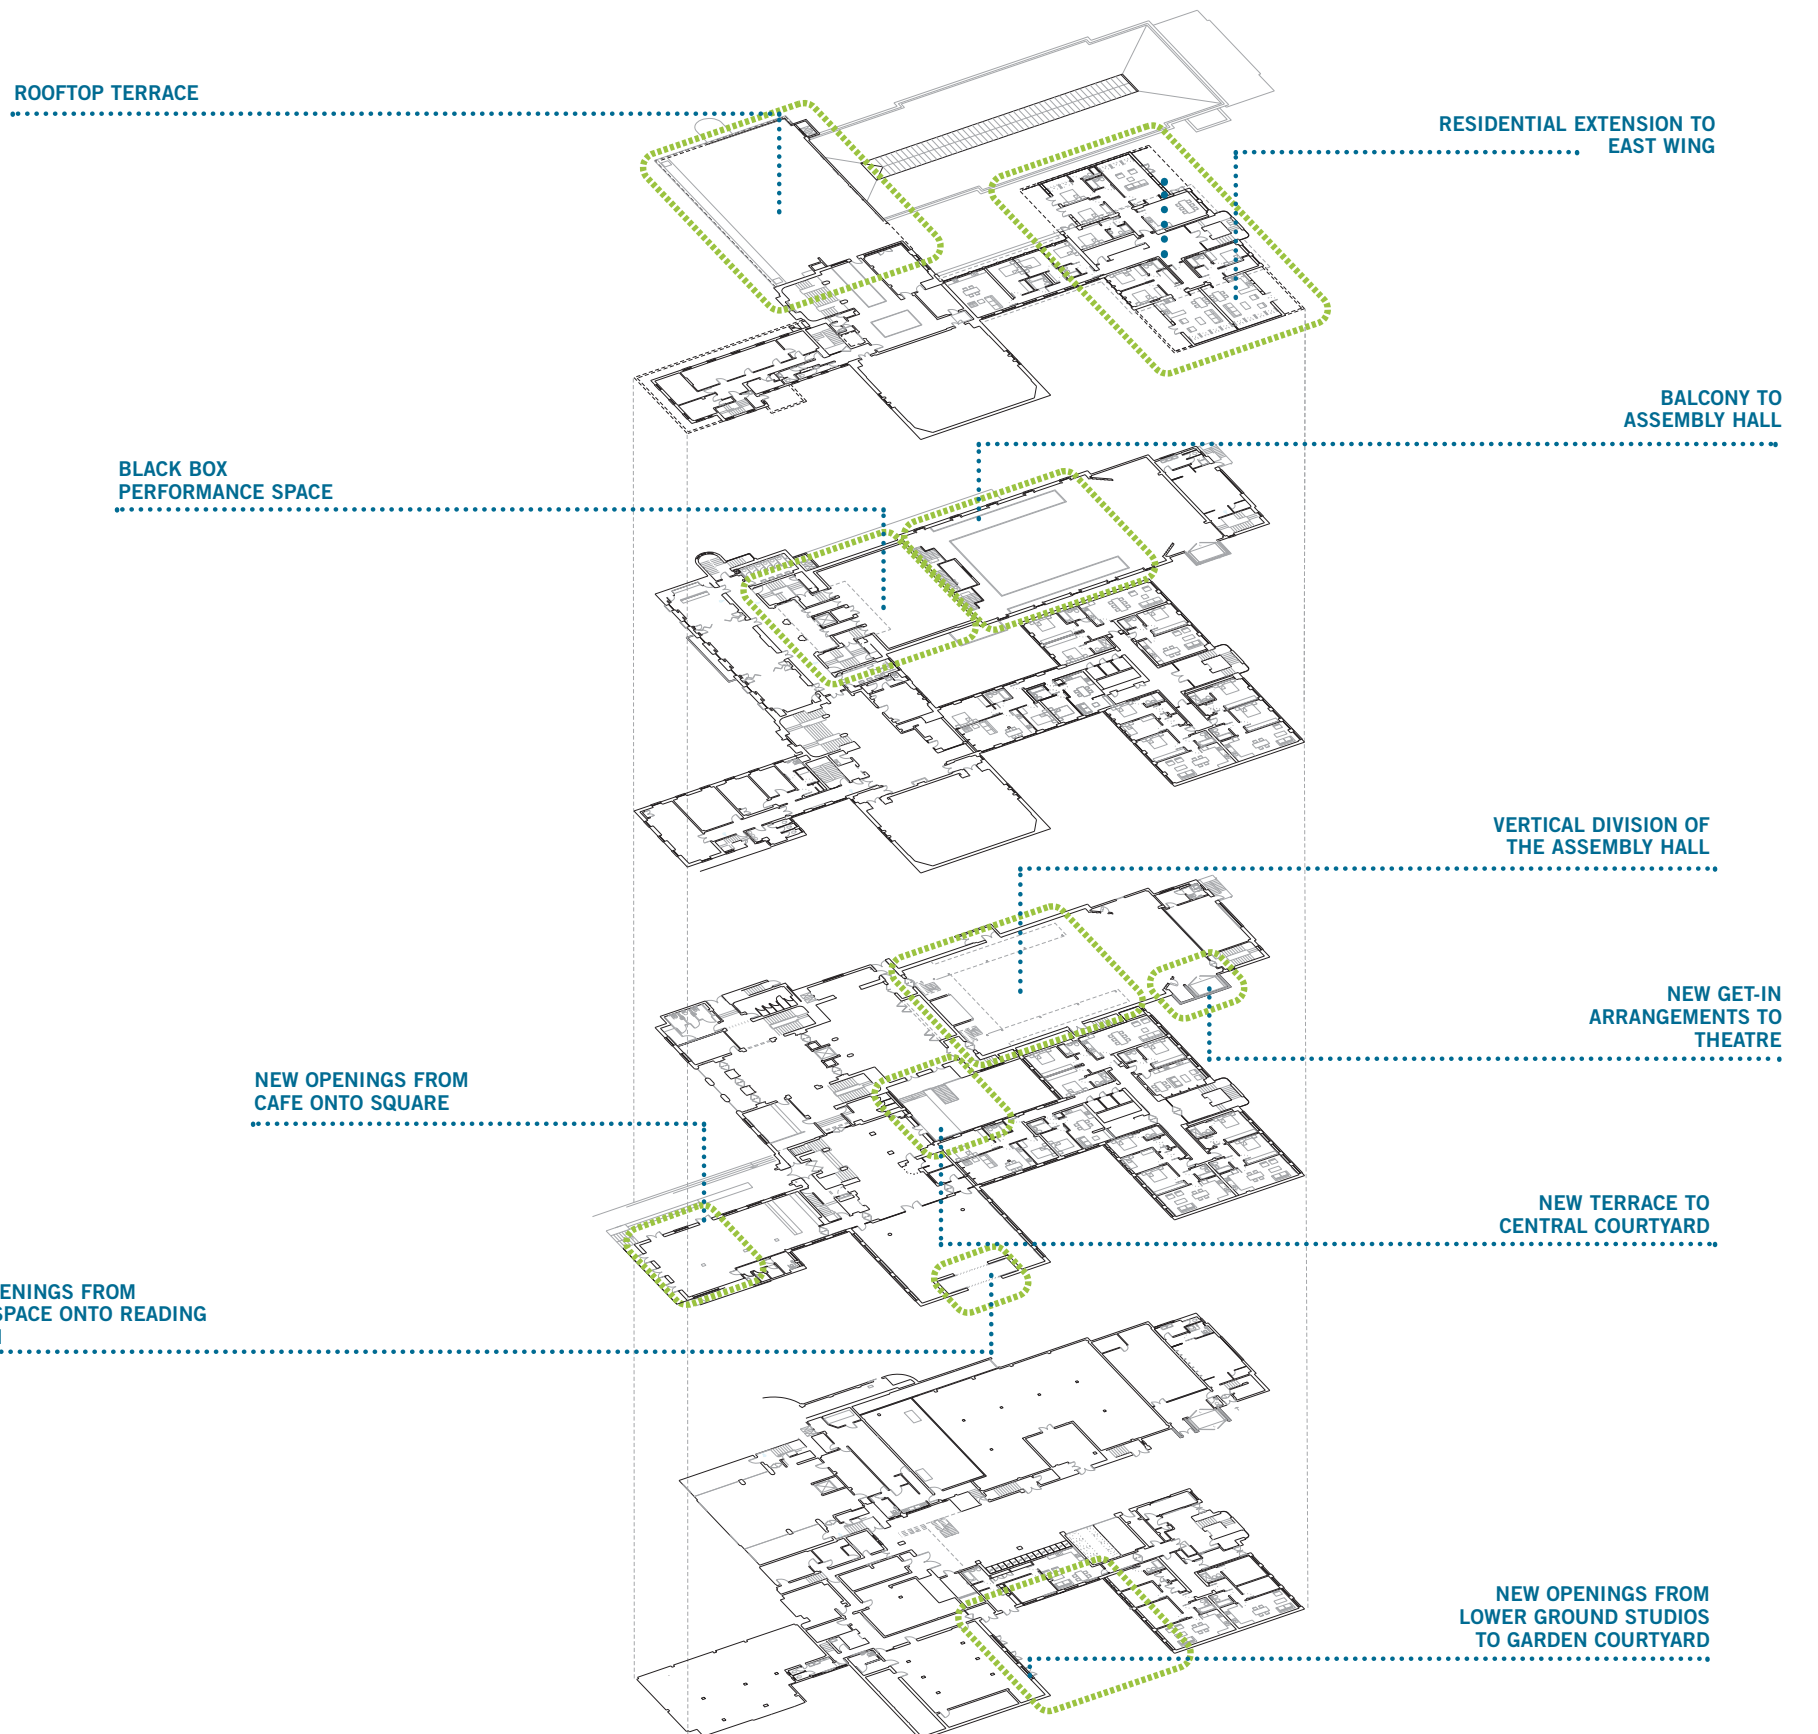 ROOFTOP TERRACE
RESIDENTIAL EXTENSION TO
EAST WING
BALCONY TO
ASSEMBLY HALL
BLACK BOX
PERFORMANCE SPACE
VERTICAL DIVISION OF
THE ASSEMBLY HALL
NEW GET-IN
ARRANGEMENTS TO
THEATRE
NEW OPENINGS FROM
CAFE ONTO SQUARE
NEW TERRACE TO
CENTRAL COURTYARD
ENINGS FROM
SPACE ONTO READING
NEW OPENINGS FROM
LOWER GROUND STUDIOS
TO GARDEN COURTYARD